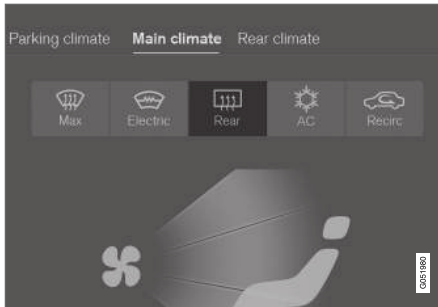 Parking climate Main climate Rear climate
Max Electric Rear AC Recirc
G051980